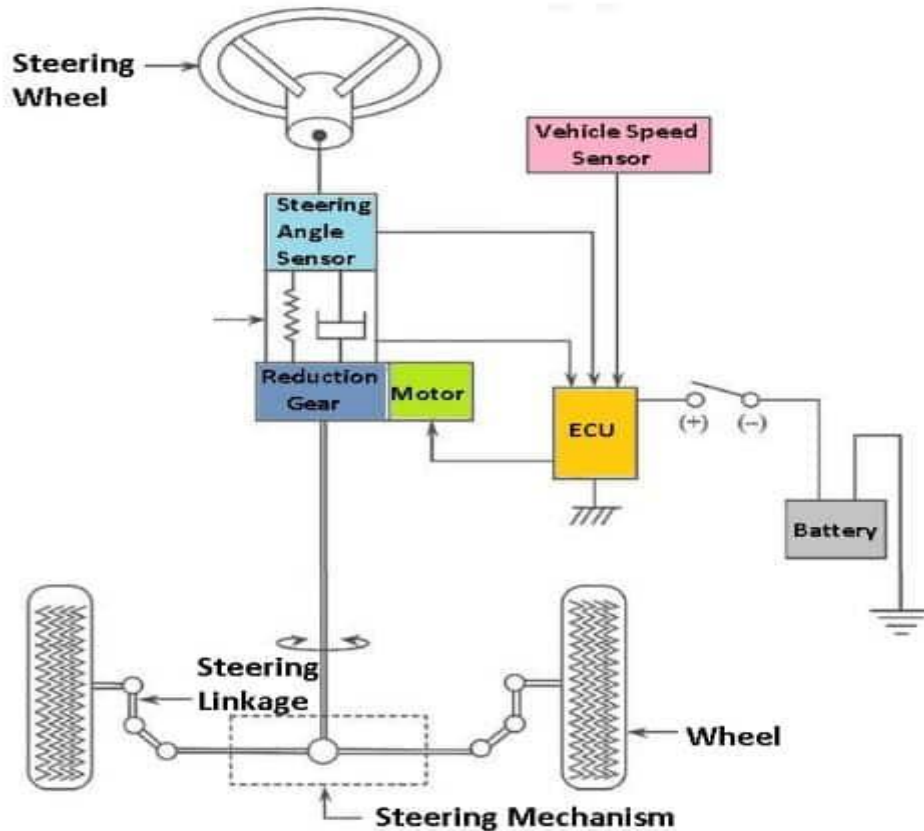 Steering
Wheel
Vehicle Speed
Sensor
Steering
Angle
Sensor
Reduction
Gear
Motor
ECU
(+)
(−)
Battery
Steering
Linkage
Wheel
Steering Mechanism